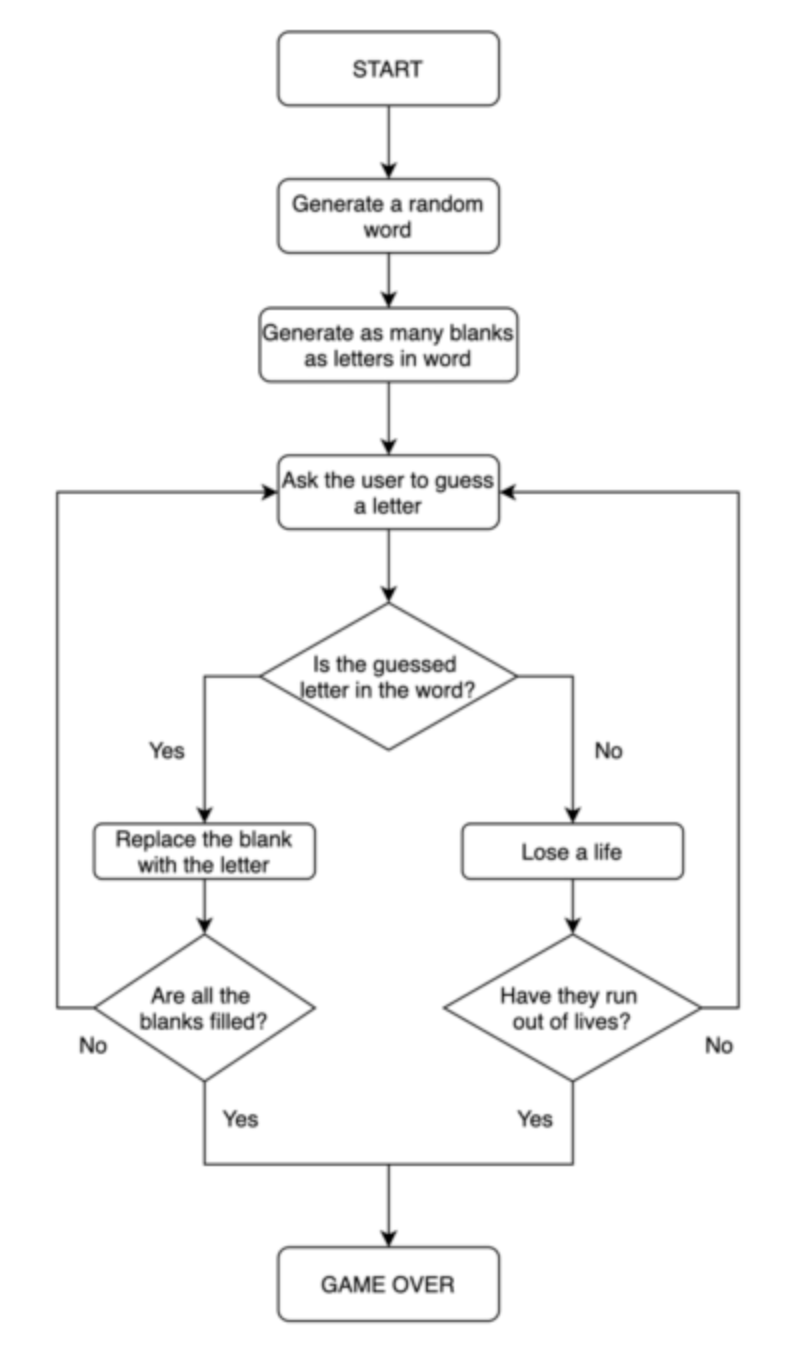 START
Generate a random
word
Generate as many blanks
as letters in word
Ask the user to guess
a letter
Is the guessed
letter in the word?
Yes
No
Replace the blank
with the letter
Lose a life
Are all the
blanks filled?
Have they run
out of lives?
No
No
Yes
Yes
GAME OVER